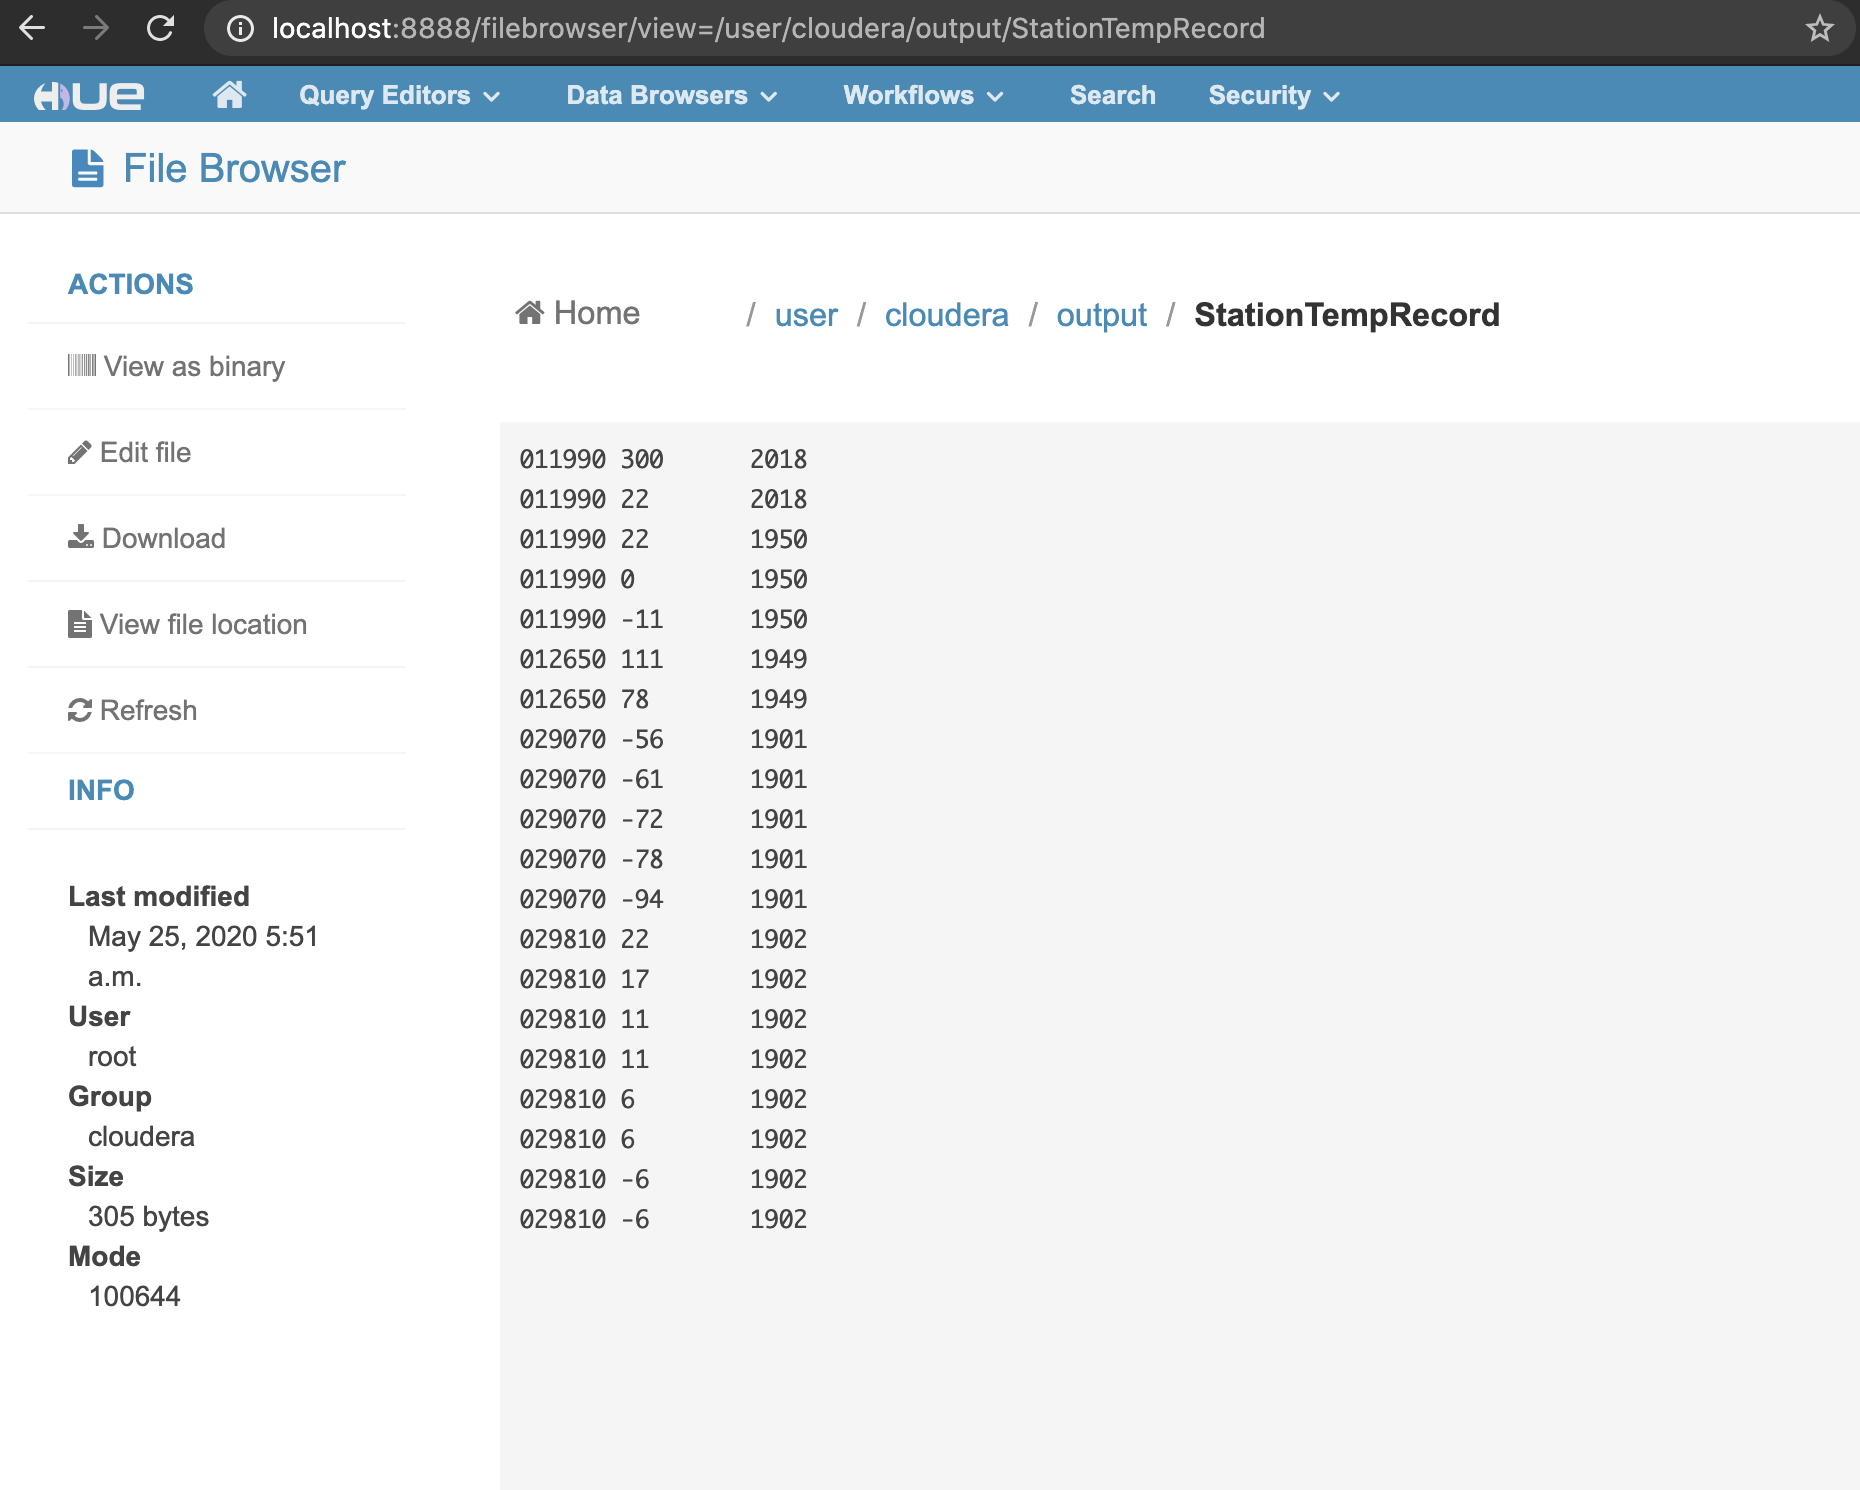 localhost:8888/filebrowser/view=/user/cloudera/output/StationTempRecord
HUE Query Editors Data Browsers Workflows Search Security
File Browser
ACTIONS
View as binary
Edit file
Download
View file location
Refresh
INFO
Last modified
May 25, 2020 5:51
a.m.
User
root
Group
cloudera
Size
305 bytes
Mode
100644
Home / user / cloudera / output / StationTempRecord
011990 300 2018
011990 22 2018
011990 22 1950
011990 0 1950
011990 -11 1950
012650 111 1949
012650 78 1949
029070 -56 1901
029070 -61 1901
029070 -72 1901
029070 -78 1901
029070 -94 1901
029810 22 1902
029810 17 1902
029810 11 1902
029810 11 1902
029810 6 1902
029810 6 1902
029810 -6 1902
029810 -6 1902